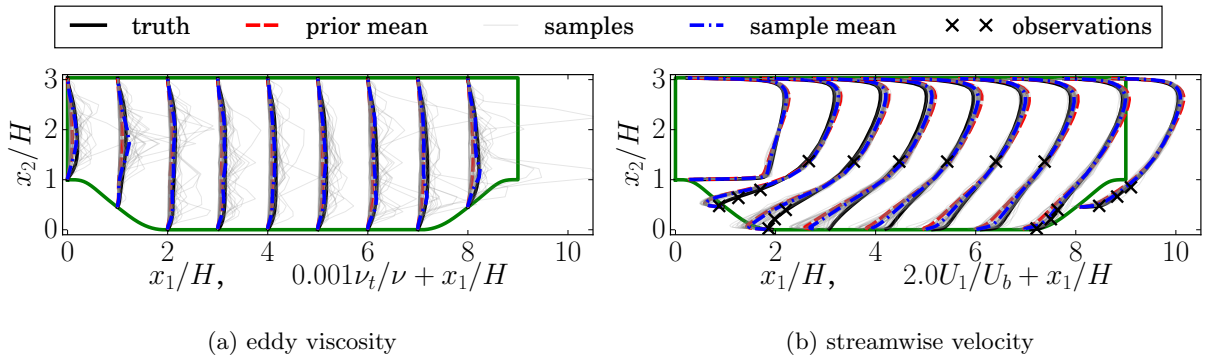 truth prior mean samples sample mean observations
3
2
1
0
x₂/H
0 2 4 6 8 10
x₁/H, 0.001νₜ/ν + x₁/H
(a) eddy viscosity
3
2
1
0
x₂/H
0 2 4 6 8 10
x₁/H, 2.0U₁/U_b + x₁/H
(b) streamwise velocity